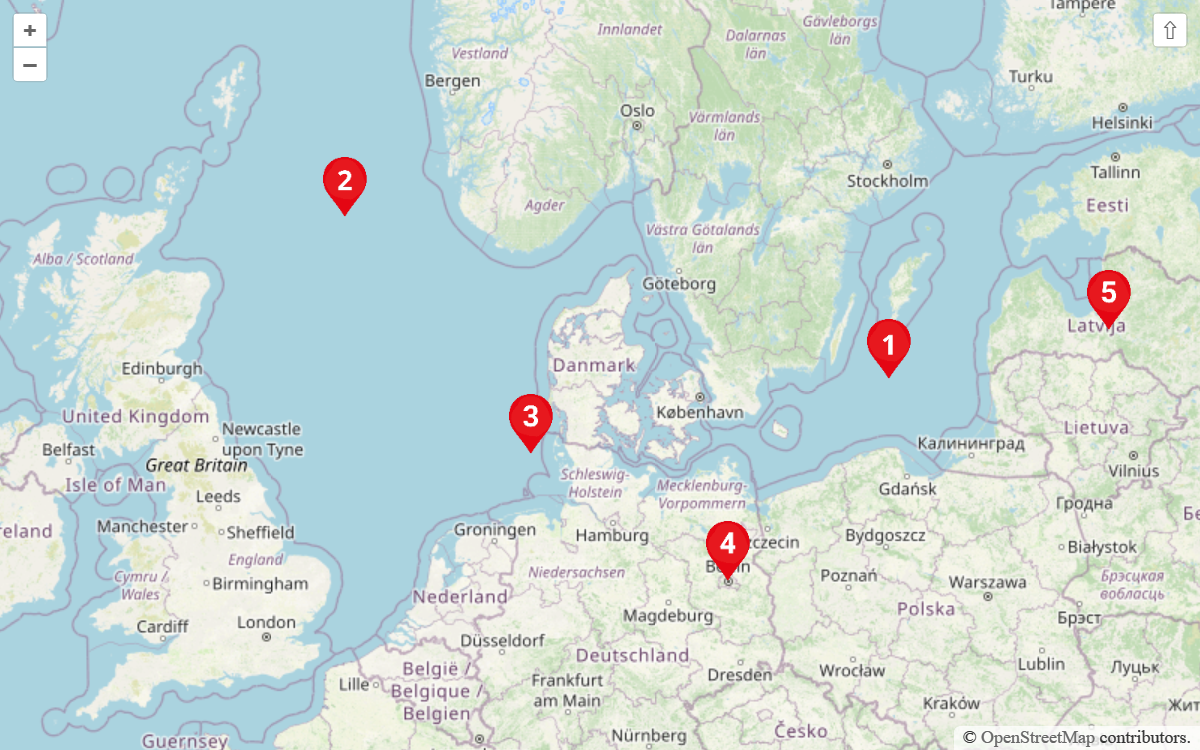 +
−
⇧
Tampere
Gävleborgs
län
Innlandet
Dalarnas
län
Vestland
Bergen
Turku
Oslo
Värmlands
län
Helsinki
Stockholm
Tallinn
Agder
Eesti
2
Västra Götalands
län
Alba / Scotland
Göteborg
5
Latvija
1
Edinburgh
Danmark
United Kingdom
København
3
Newcastle
upon Tyne
Lietuva
Belfast
Great Britain
Калининград
Vilnius
Isle of Man
Schleswig-
Holstein
Mecklenburg-
Vorpommern
Gdańsk
Leeds
Гродна
Manchester
Sheffield
Groningen
Hamburg
4
Bydgoszcz
Białystok
England
Berlin
Cymru /
Wales
Birmingham
Niedersachsen
Poznań
Warszawa
Брэсцкая
вобласць
Nederland
Magdeburg
Polska
Брэст
Cardiff
London
Düsseldorf
Deutschland
België /
Belgique /
Belgien
Lille
Frankfurt
am Main
Dresden
Wrocław
Lublin
Луцьк
Kraków
Guernsey
Nürnberg
Česko
© OpenStreetMap contributors.